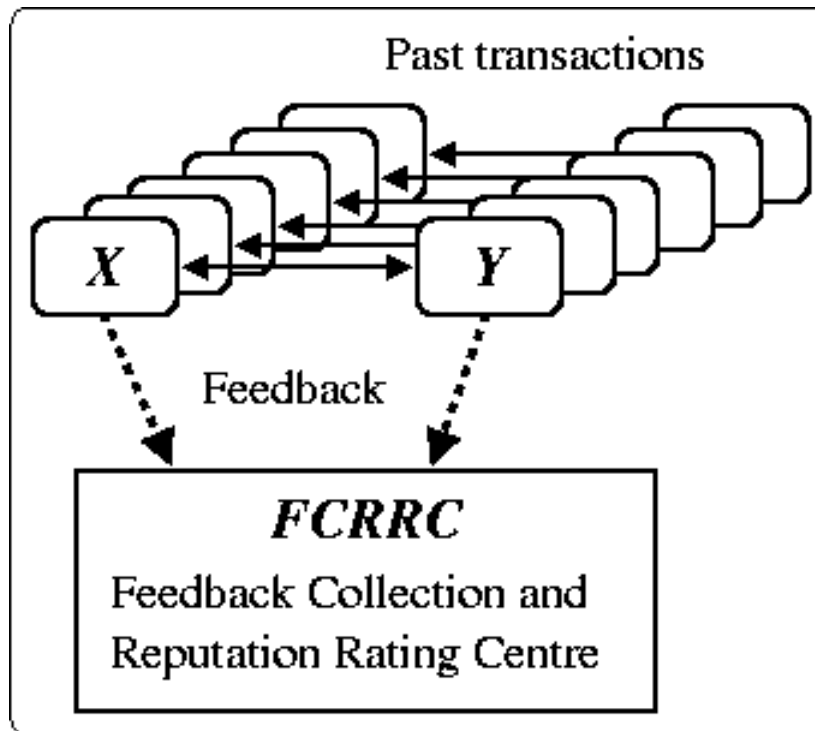 Past transactions
X
Y
Feedback
FCRRC
Feedback Collection and
Reputation Rating Centre